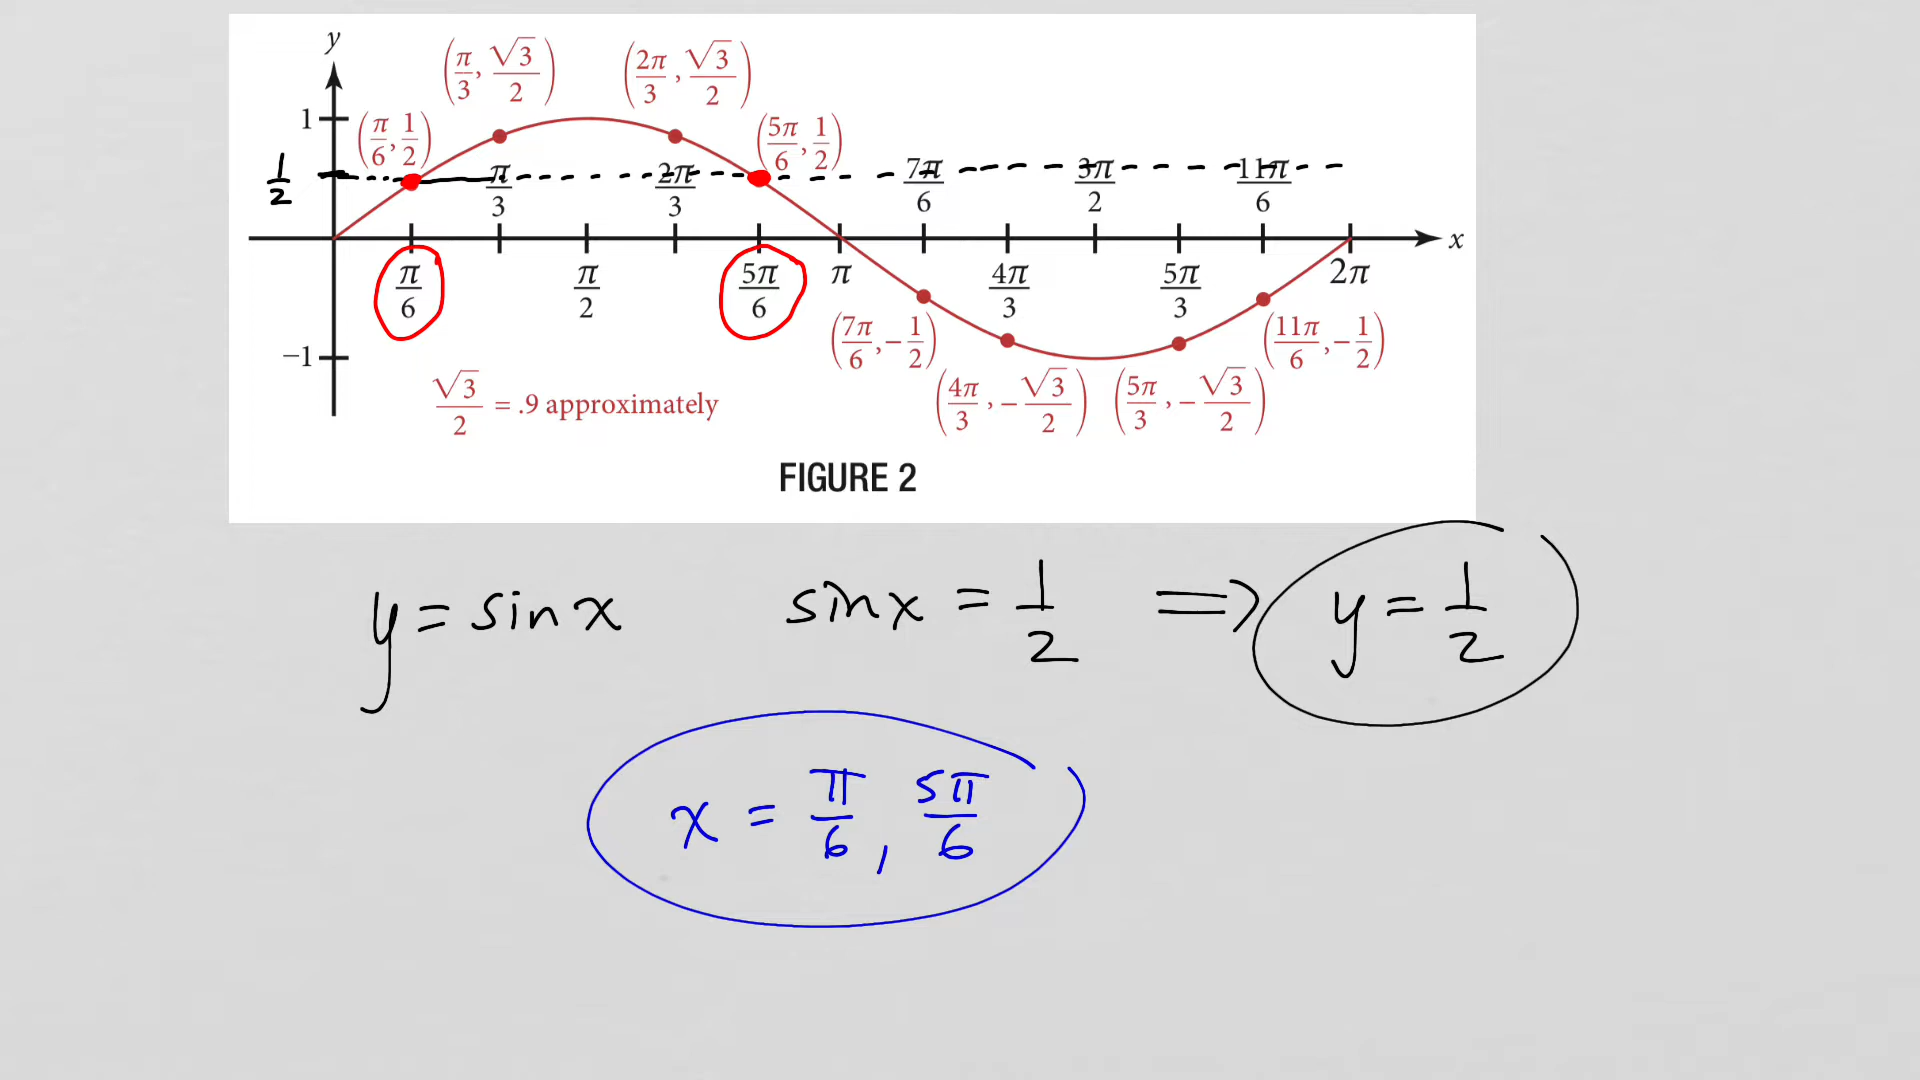 y
(π/3, √3/2) (2π/3, √3/2)
1 (π/6, 1/2) (5π/6, 1/2)
1/2 π/3 2π/3 7π/6 3π/2 11π/6
x
π/6 π/2 5π/6 π 4π/3 5π/3 2π
−1 (7π/6, −1/2) (11π/6, −1/2)
√3/2 = .9 approximately (4π/3, −√3/2) (5π/3, −√3/2)
FIGURE 2
y = sin x sin x = 1/2 ⟹ y = 1/2
x = π/6, 5π/6